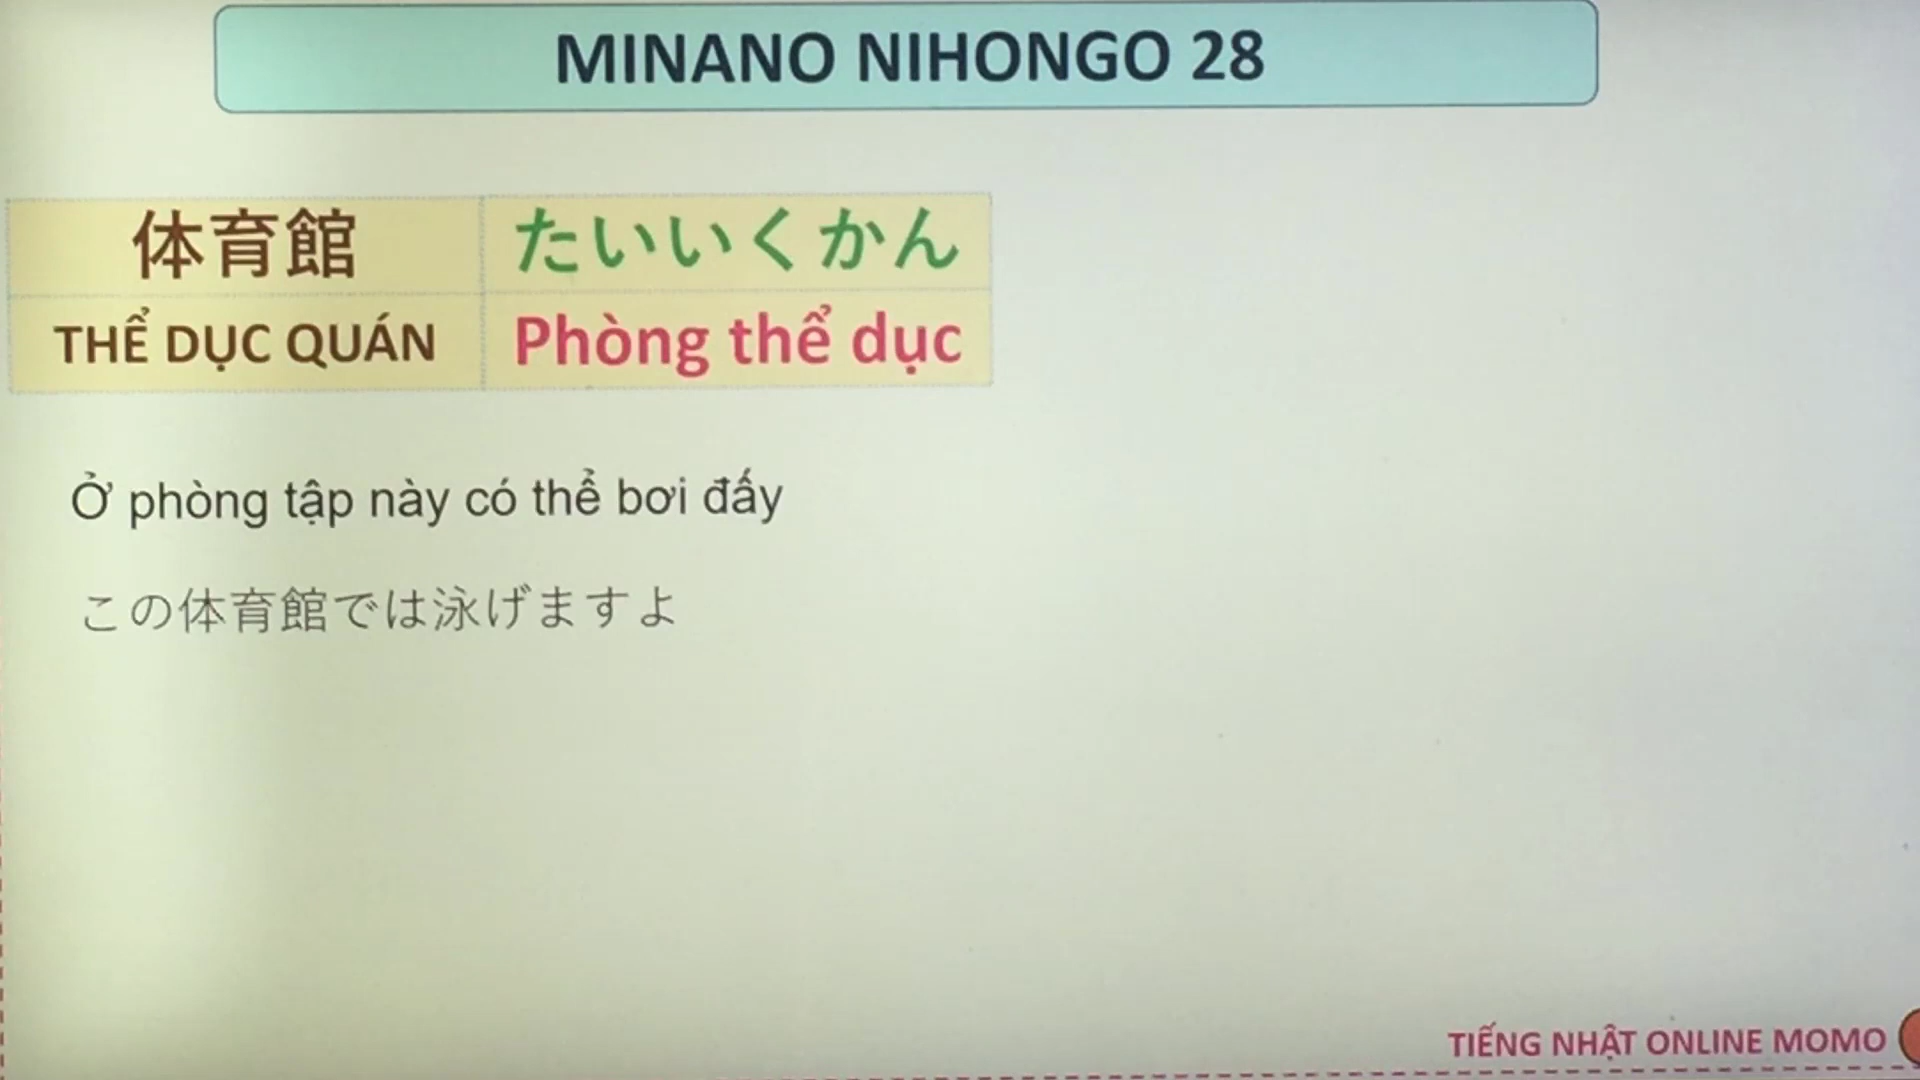 MINANO NIHONGO 28
体育館 たいいくかん
THỂ DỤC QUÁN Phòng thể dục
Ở phòng tập này có thể bơi đấy
この体育館では泳げますよ
TIẾNG NHẬT ONLINE MOMO